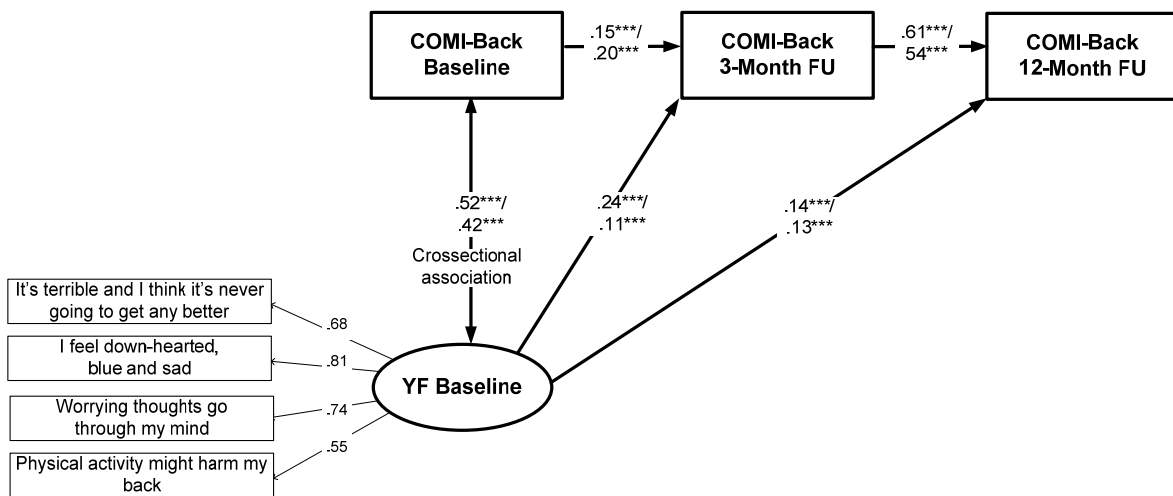 COMI-Back
Baseline
.15***/
.20***
COMI-Back
3-Month FU
.61***/
54***
COMI-Back
12-Month FU
.52***/
.42***
Crossectional
association
.24***/
.11***
.14***/
.13***
It’s terrible and I think it’s never
going to get any better
.68
I feel down-hearted,
blue and sad
.81
YF Baseline
Worrying thoughts go
through my mind
.74
Physical activity might harm my
back
.55